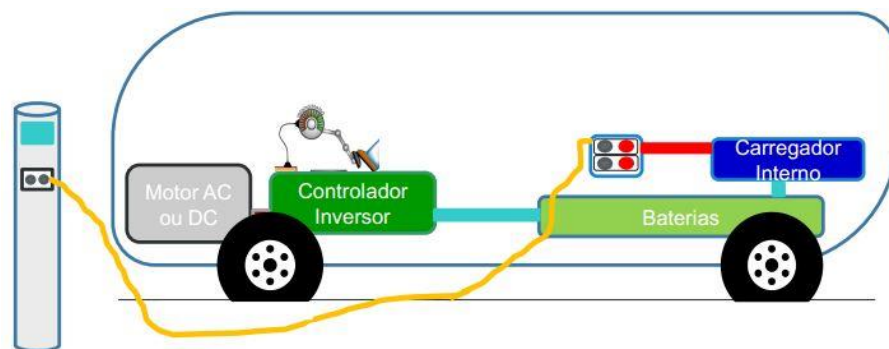 Motor AC
ou DC
Controlador
Inversor
Baterias
Carregador
Interno